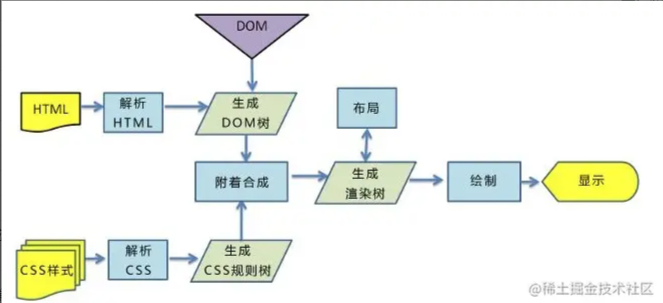 DOM
HTML
解析
HTML
生成
DOM树
布局
附着合成
生成
渲染树
绘制
显示
CSS样式
解析
CSS
生成
CSS规则树
@稀土掘金技术社区